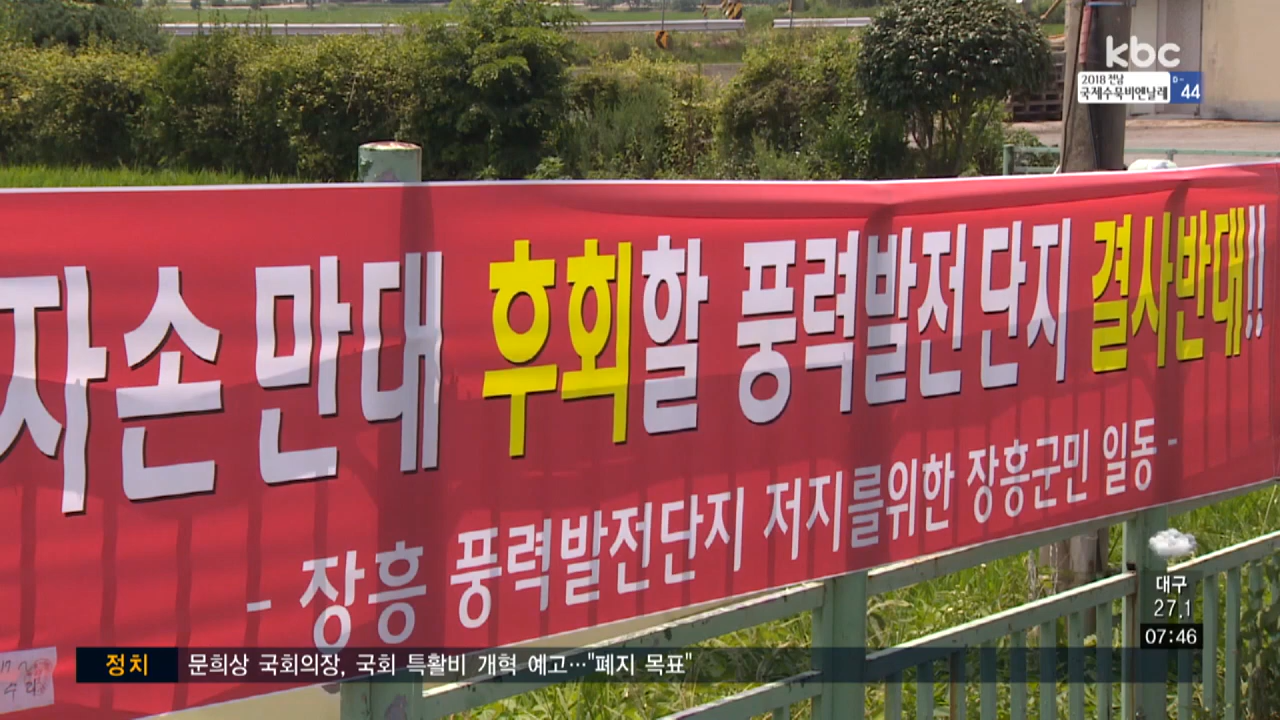 kbc
2018 전남
국제수묵비엔날레
D-44
자손만대 후회할 풍력발전단지 결사반대!!
- 장흥 풍력발전단지 저지를위한 장흥군민 일동 -
대구
27.1
07:46
정치 문희상 국회의장, 국회 특활비 개혁 예고…"폐지 목표"